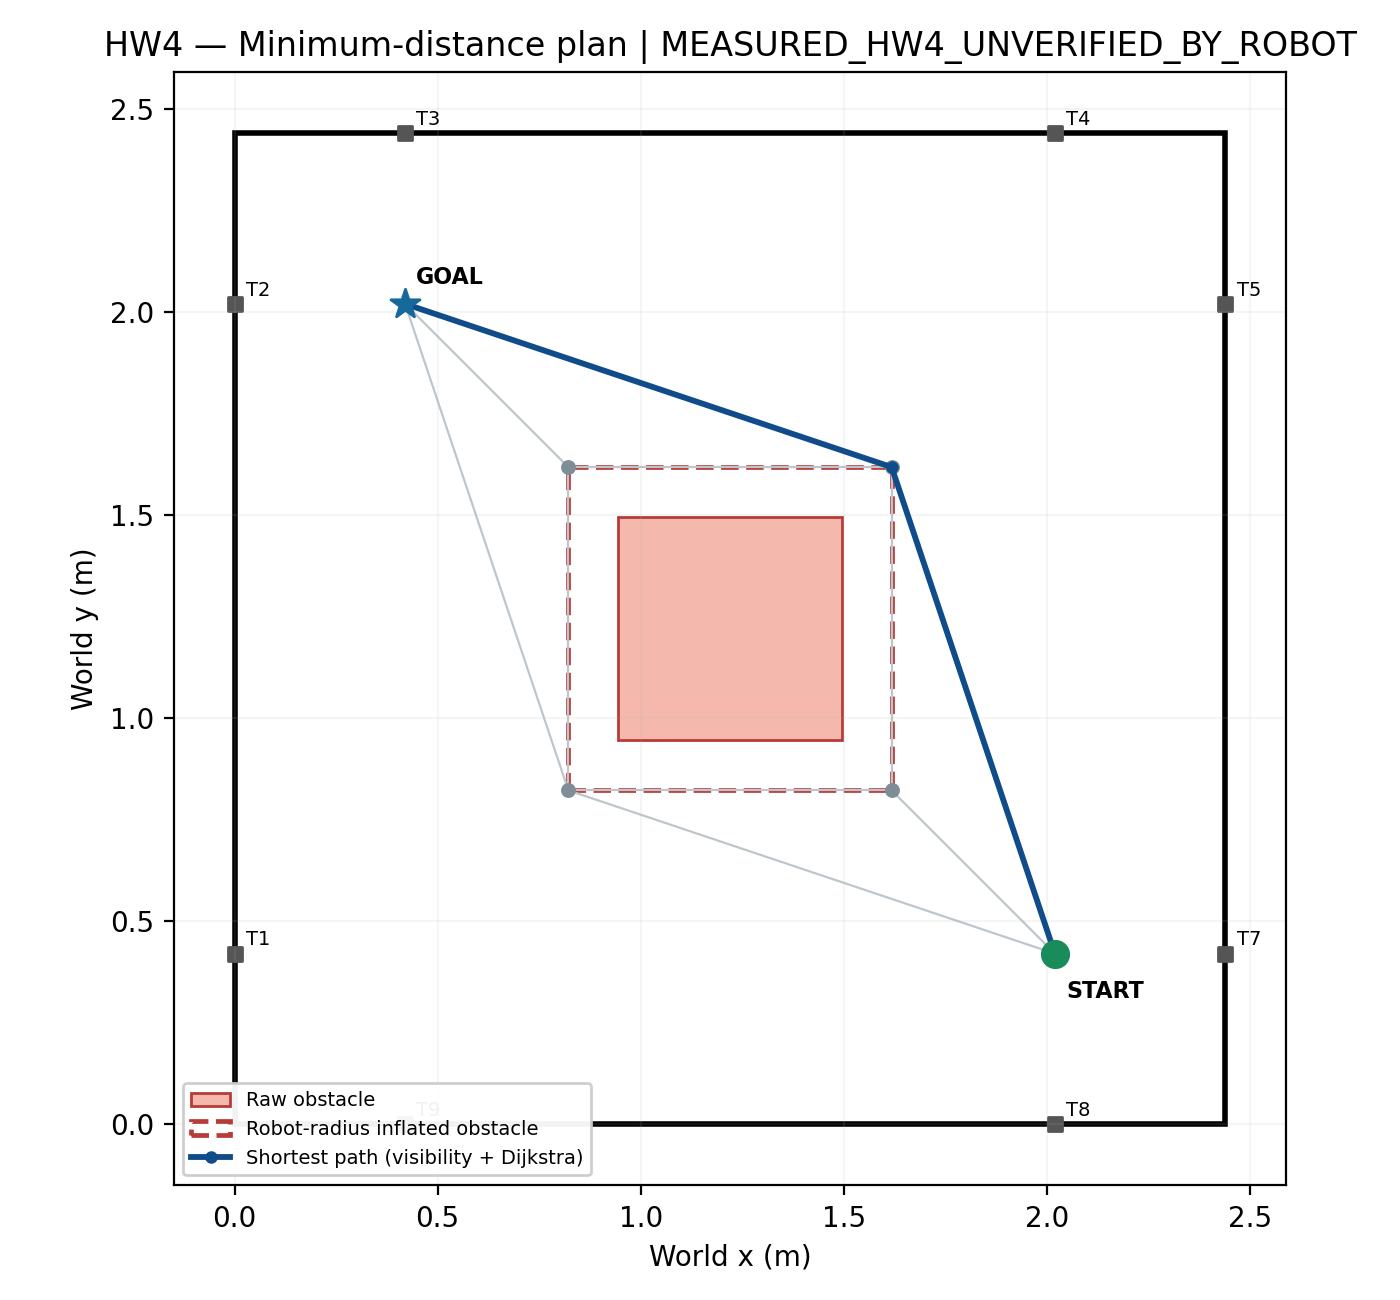 HW4 — Minimum-distance plan | MEASURED_HW4_UNVERIFIED_BY_ROBOT
2.5
T3
T4
GOAL
T2
T5
2.0
1.5
World y (m)
1.0
0.5
T1
T7
START
Raw obstacle
T9
T8
0.0
Robot-radius inflated obstacle
Shortest path (visibility + Dijkstra)
0.0
0.5
1.0
1.5
2.0
2.5
World x (m)